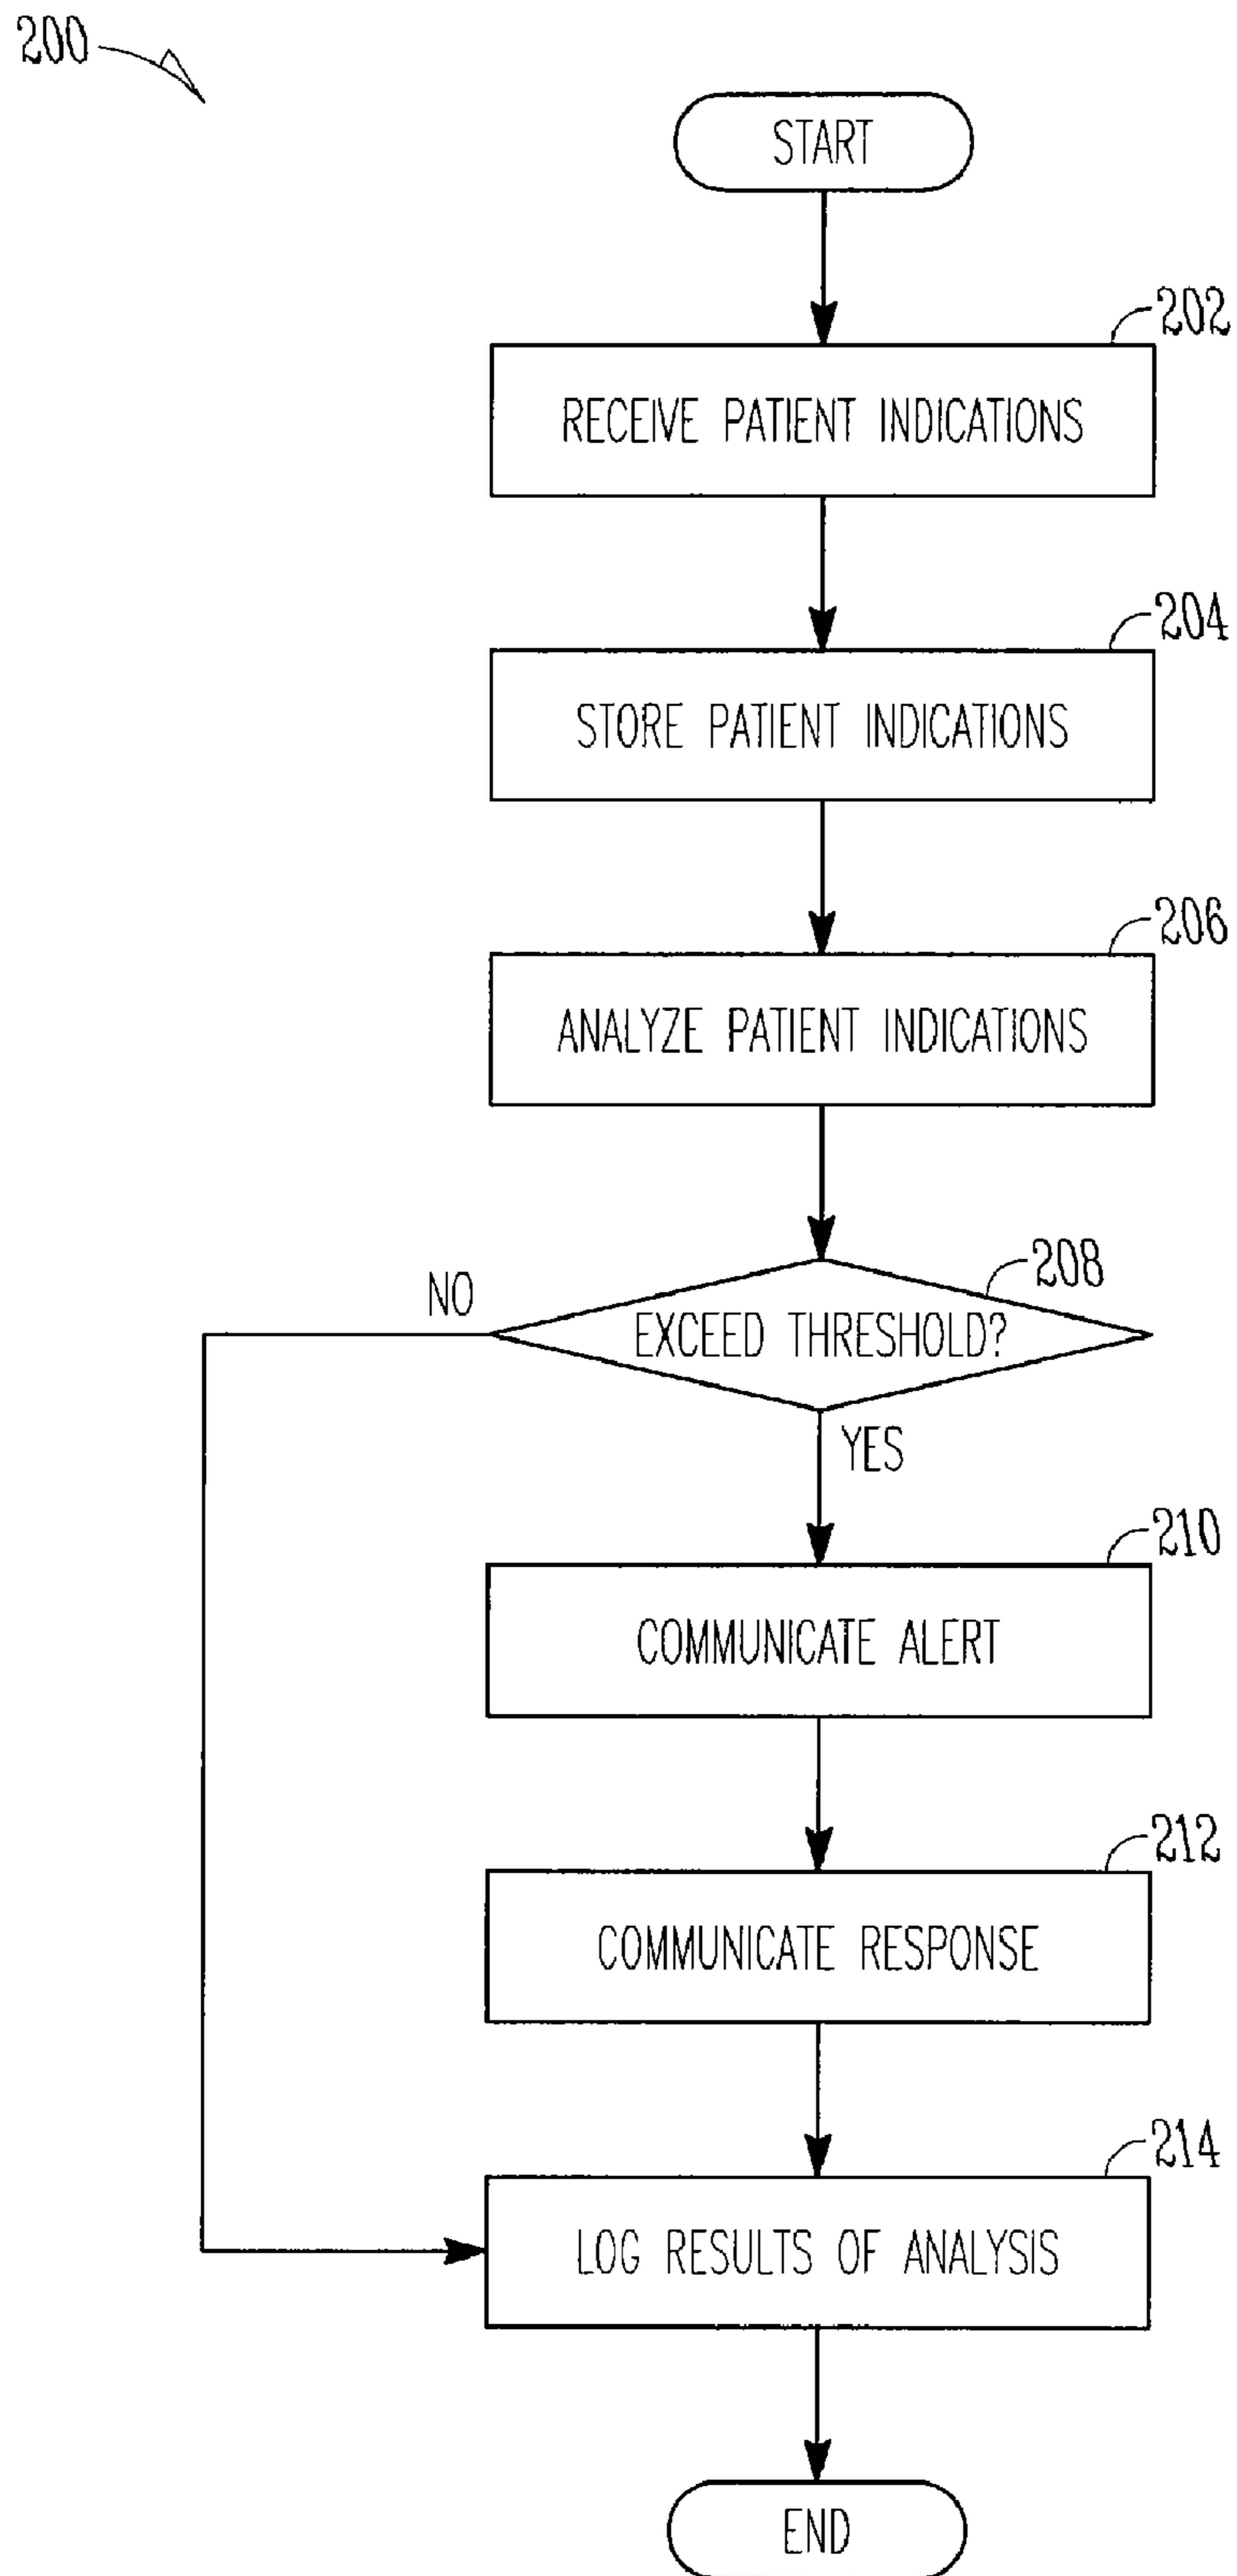 200
START
202
RECEIVE PATIENT INDICATIONS
204
STORE PATIENT INDICATIONS
206
ANALYZE PATIENT INDICATIONS
208
NO
EXCEED THRESHOLD?
YES
210
COMMUNICATE ALERT
212
COMMUNICATE RESPONSE
214
LOG RESULTS OF ANALYSIS
END